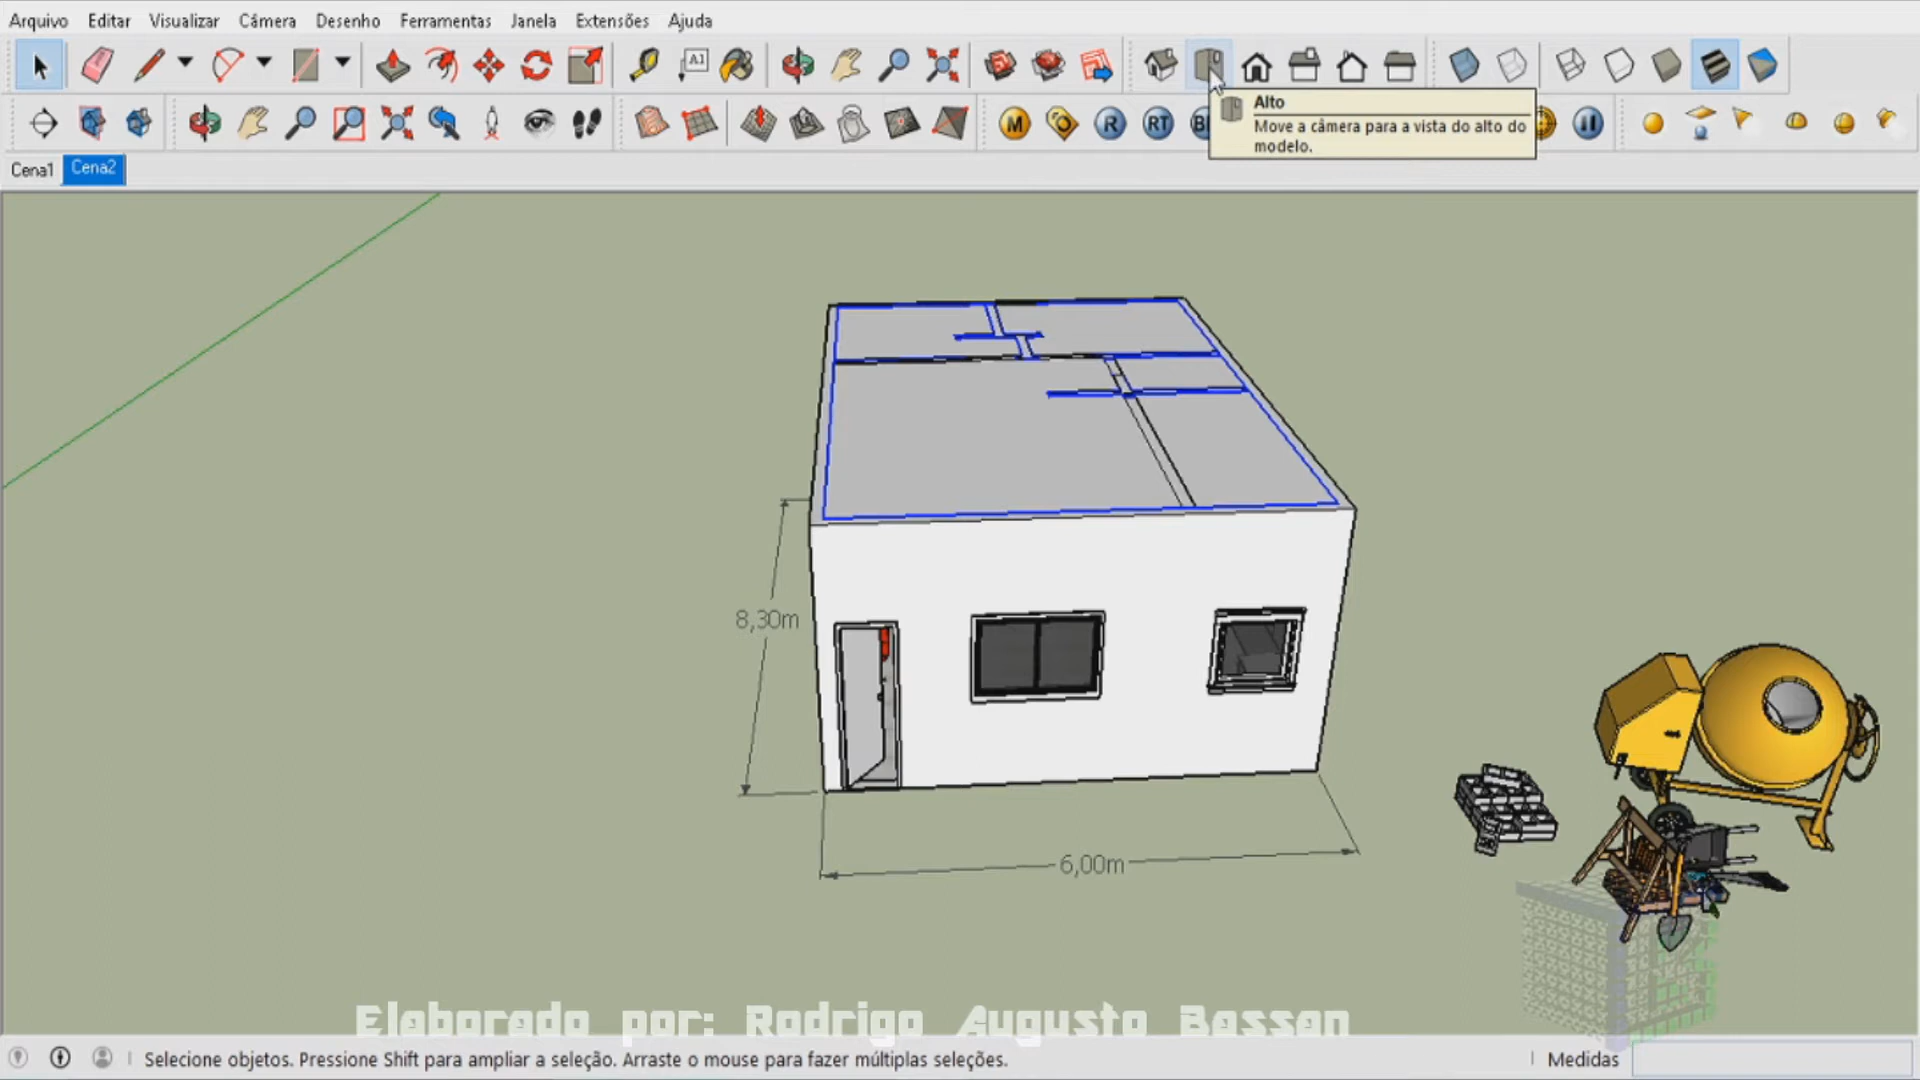 Arquivo Editar Visualizar Câmera Desenho Ferramentas Janela Extensões Ajuda
A1
M R RT
Alto
Move a câmera para a vista do alto do
modelo.
Cena1 Cena2
8,30m
6,00m
Elaborado por: Rodrigo Augusto Bassan
Selecione objetos. Pressione Shift para ampliar a seleção. Arraste o mouse para fazer múltiplas seleções.
Medidas